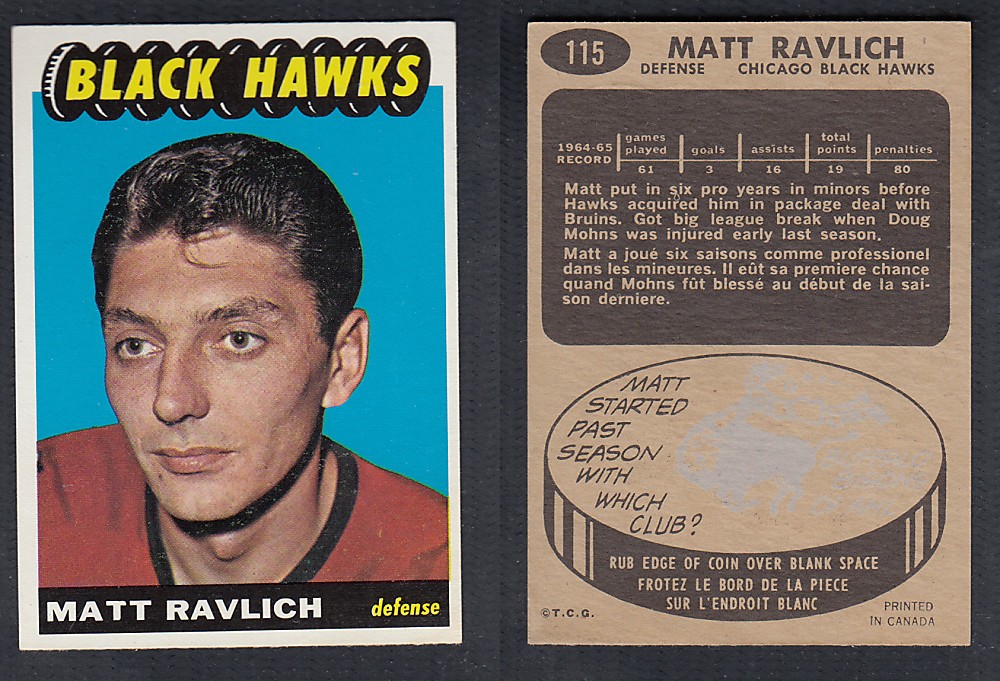 BLACK HAWKS
MATT RAVLICH defense
115
MATT RAVLICH
DEFENSE CHICAGO BLACK HAWKS
1964-65 RECORD
games played goals assists total points penalties
61 3 16 19 80
Matt put in six pro years in minors before
Hawks acquired him in package deal with
Bruins. Got big league break when Doug
Mohns was injured early last season.
Matt a joué six saisons comme professionel
dans les mineures. Il eût sa premiere chance
quand Mohns fût blessé au début de la sai-
son derniere.
MATT
STARTED
PAST
SEASON
WITH
WHICH
CLUB?
RUB EDGE OF COIN OVER BLANK SPACE
FROTEZ LE BORD DE LA PIECE
SUR L'ENDROIT BLANC
©T.C.G.
PRINTED
IN CANADA